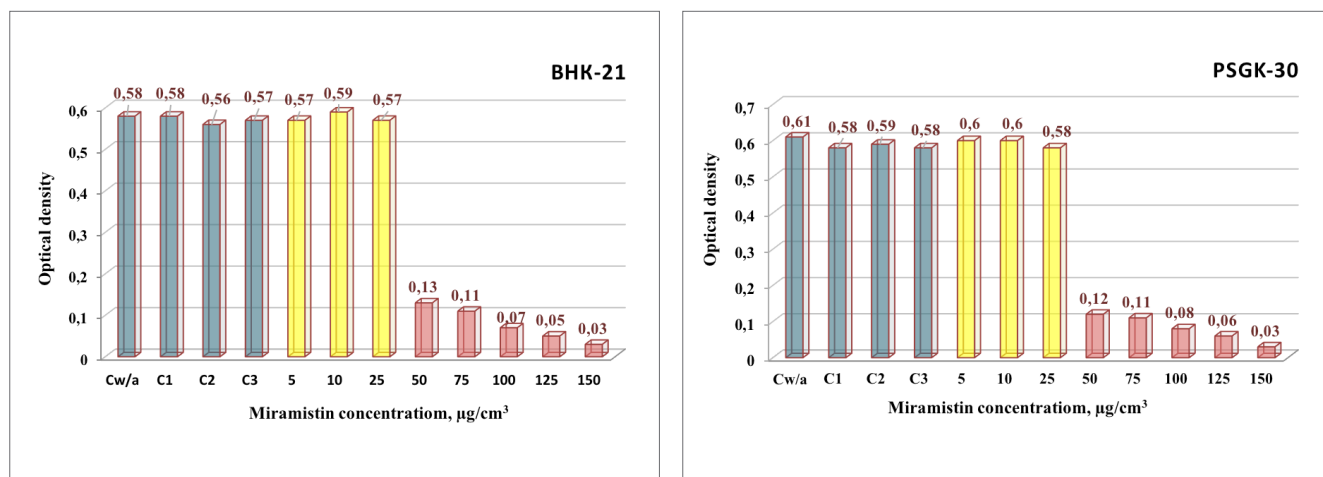 BHK-21
0,58 0,58 0,56 0,57 0,57 0,59 0,57
0,6
0,5
0,4
0,3
0,2
0,1
0
0,13 0,11 0,07 0,05 0,03
Optical density
Cw/a C1 C2 C3 5 10 25 50 75 100 125 150
Miramistin concentratiom, µg/cm³
PSGK-30
0,7
0,6
0,5
0,4
0,3
0,2
0,1
0
0,61 0,58 0,59 0,58 0,6 0,6 0,58
0,12 0,11 0,08 0,06 0,03
Optical density
Cw/a C1 C2 C3 5 10 25 50 75 100 125 150
Miramistin concentratiom, µg/cm³